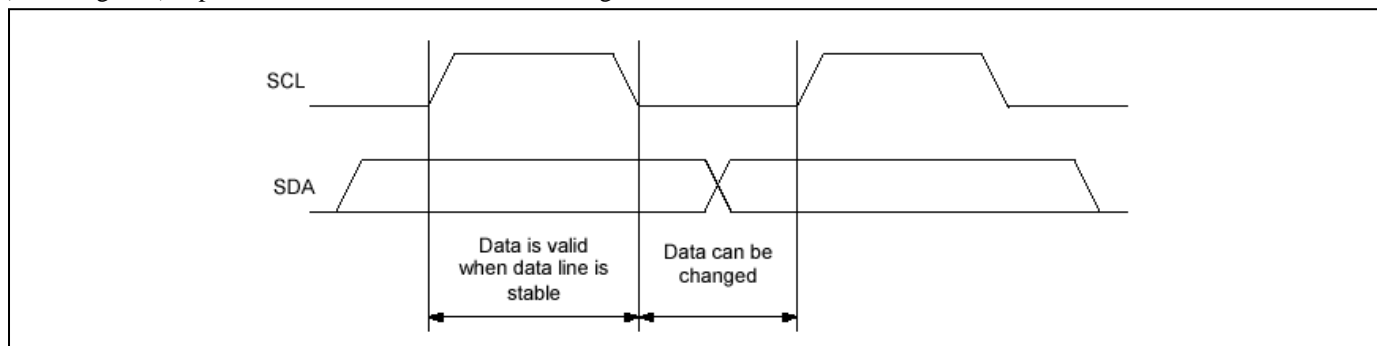 SCL
SDA
Data is valid
when data line is
stable
Data can be
changed